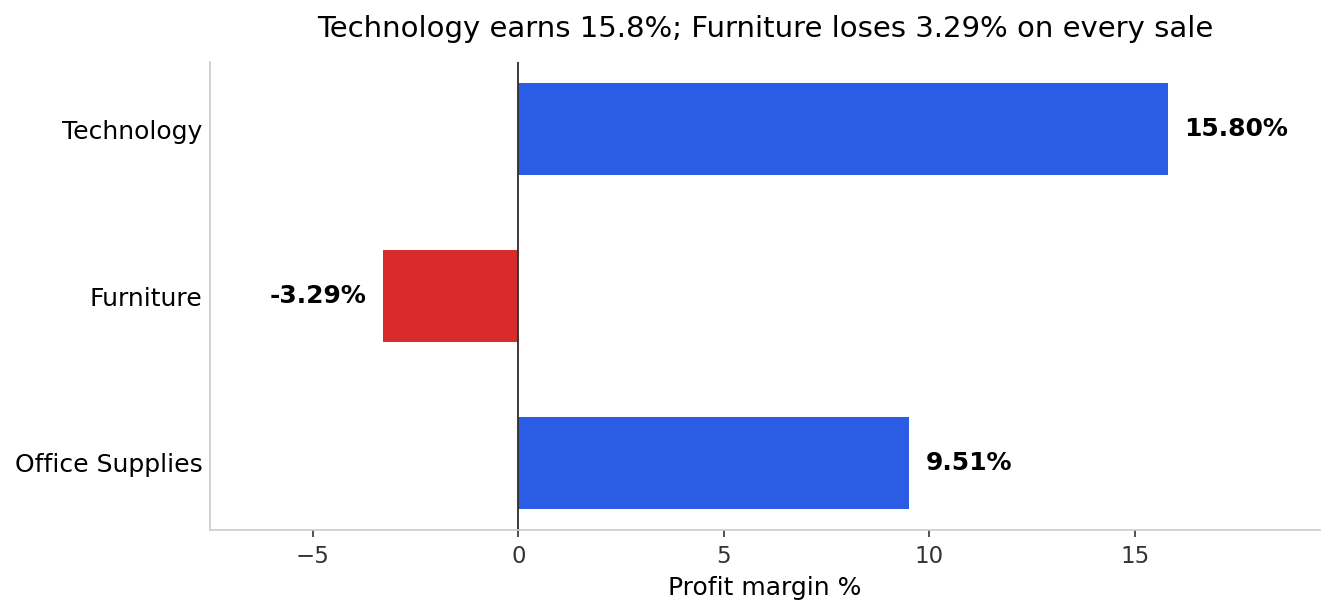 Technology earns 15.8%; Furniture loses 3.29% on every sale
Technology
15.80%
Furniture
-3.29%
Office Supplies
9.51%
−5
0
5
10
15
Profit margin %